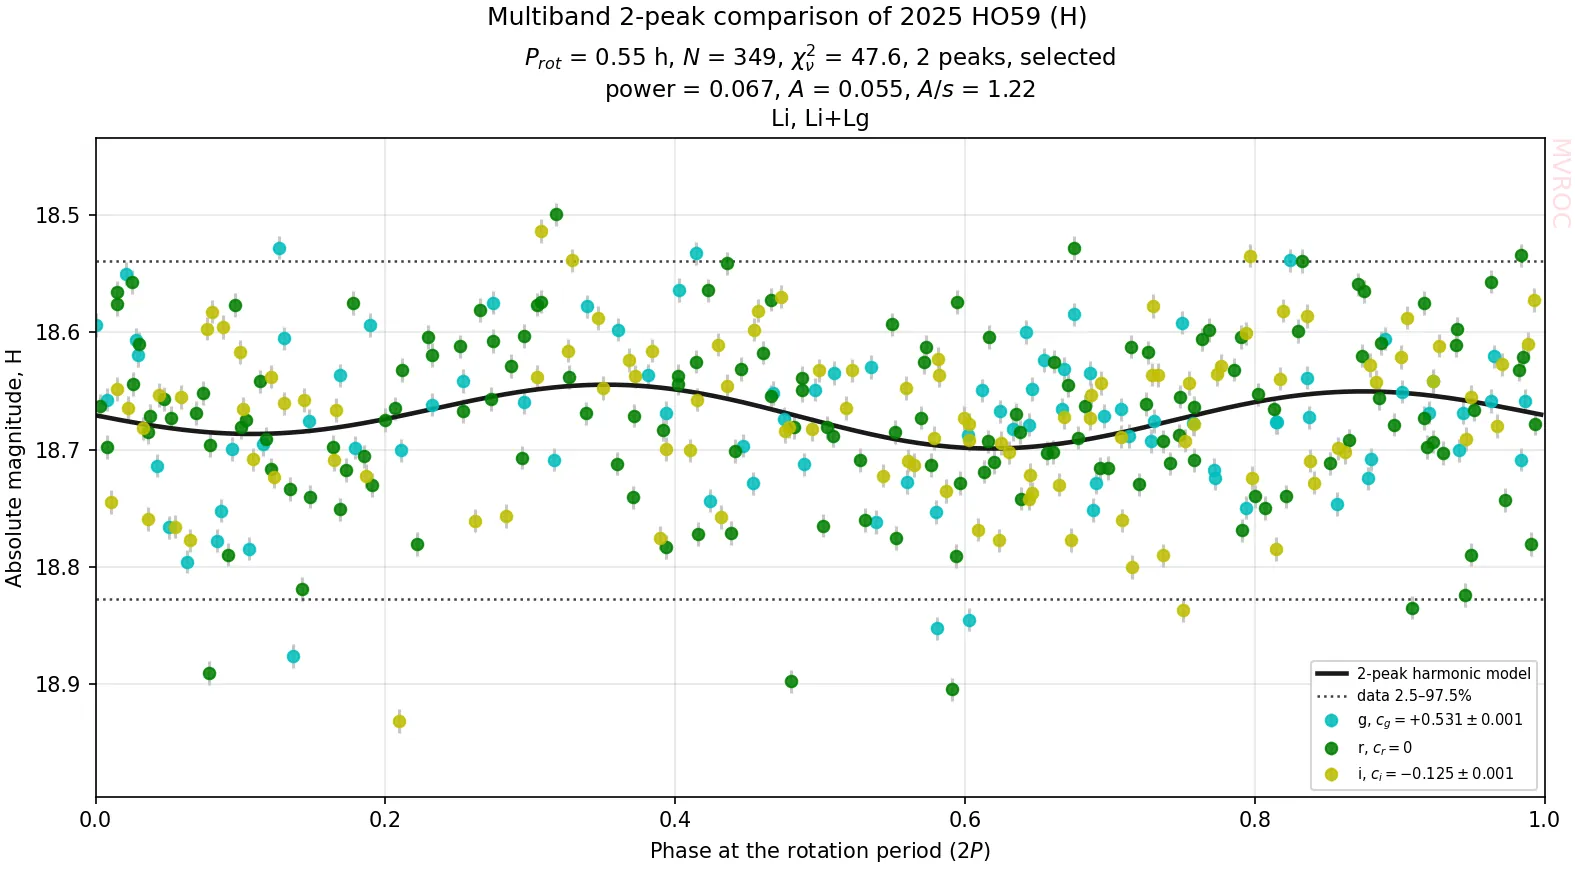 Multiband 2-peak comparison of 2025 HO59 (H)
P_rot = 0.55 h, N = 349, χ²_ν = 47.6, 2 peaks, selected
power = 0.067, A = 0.055, A/s = 1.22
Li, Li+Lg
MVROC
Absolute magnitude, H
18.5
18.6
18.7
18.8
18.9
2-peak harmonic model
data 2.5–97.5%
g, c_g = +0.531 ± 0.001
r, c_r = 0
i, c_i = −0.125 ± 0.001
0.0 0.2 0.4 0.6 0.8 1.0
Phase at the rotation period (2P)